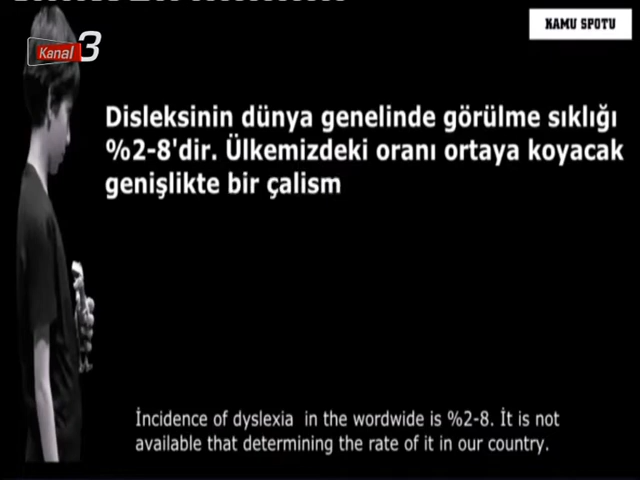 Kanal 3
KAMU SPOTU
Disleksinin dünya genelinde görülme sıklığı
%2-8'dir. Ülkemizdeki oranı ortaya koyacak
genişlikte bir çalism
İncidence of dyslexia in the wordwide is %2-8. İt is not
available that determining the rate of it in our country.